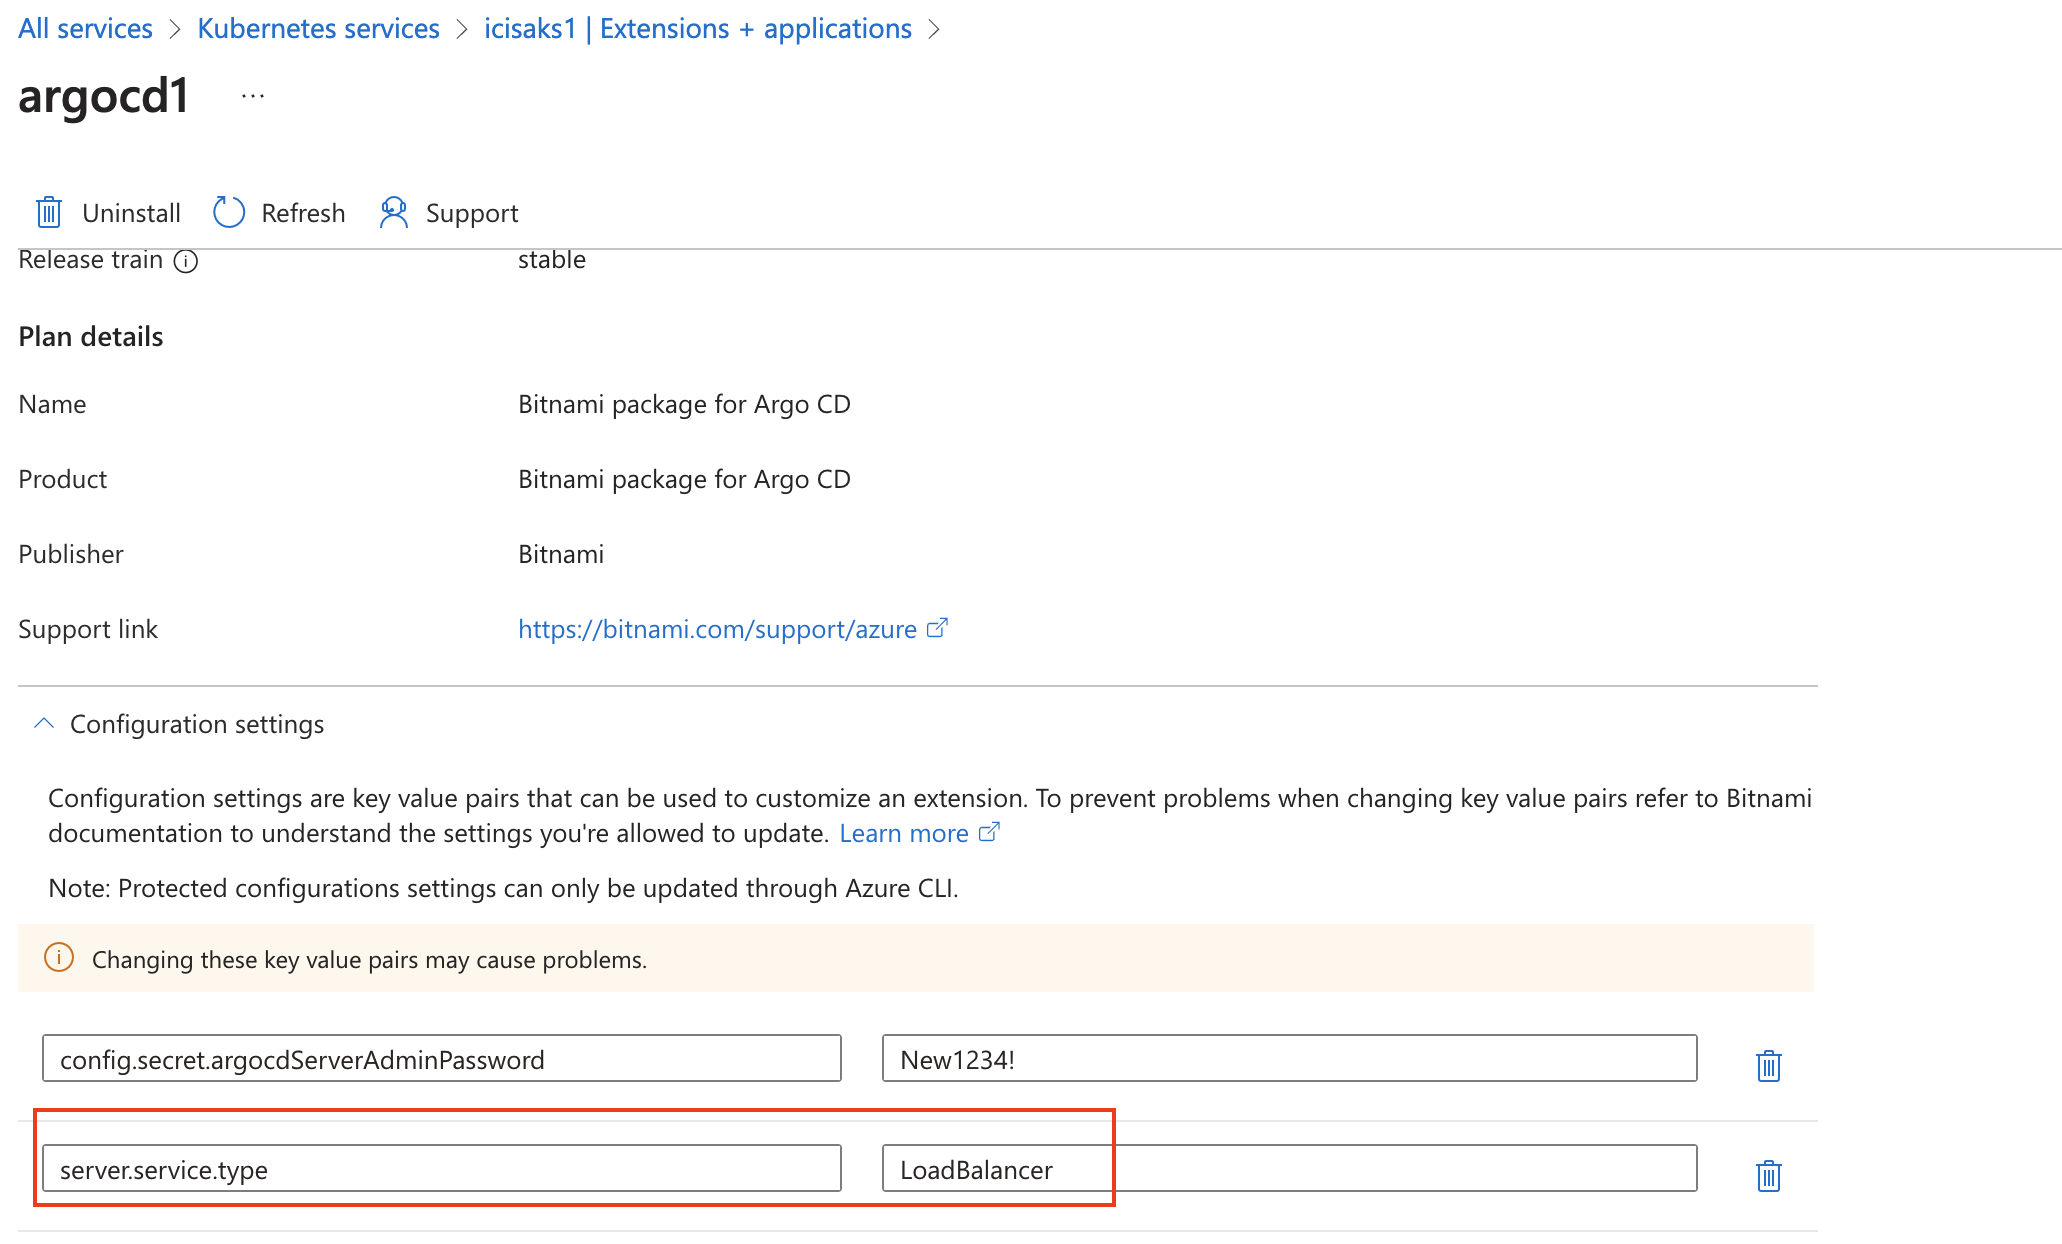 All services > Kubernetes services > icisaks1 | Extensions + applications >
argocd1 ...
Uninstall Refresh Support
Release train stable
Plan details
Name Bitnami package for Argo CD
Product Bitnami package for Argo CD
Publisher Bitnami
Support link https://bitnami.com/support/azure
Configuration settings
Configuration settings are key value pairs that can be used to customize an extension. To prevent problems when changing key value pairs refer to Bitnami
documentation to understand the settings you're allowed to update. Learn more
Note: Protected configurations settings can only be updated through Azure CLI.
Changing these key value pairs may cause problems.
config.secret.argocdServerAdminPassword New1234!
server.service.type LoadBalancer